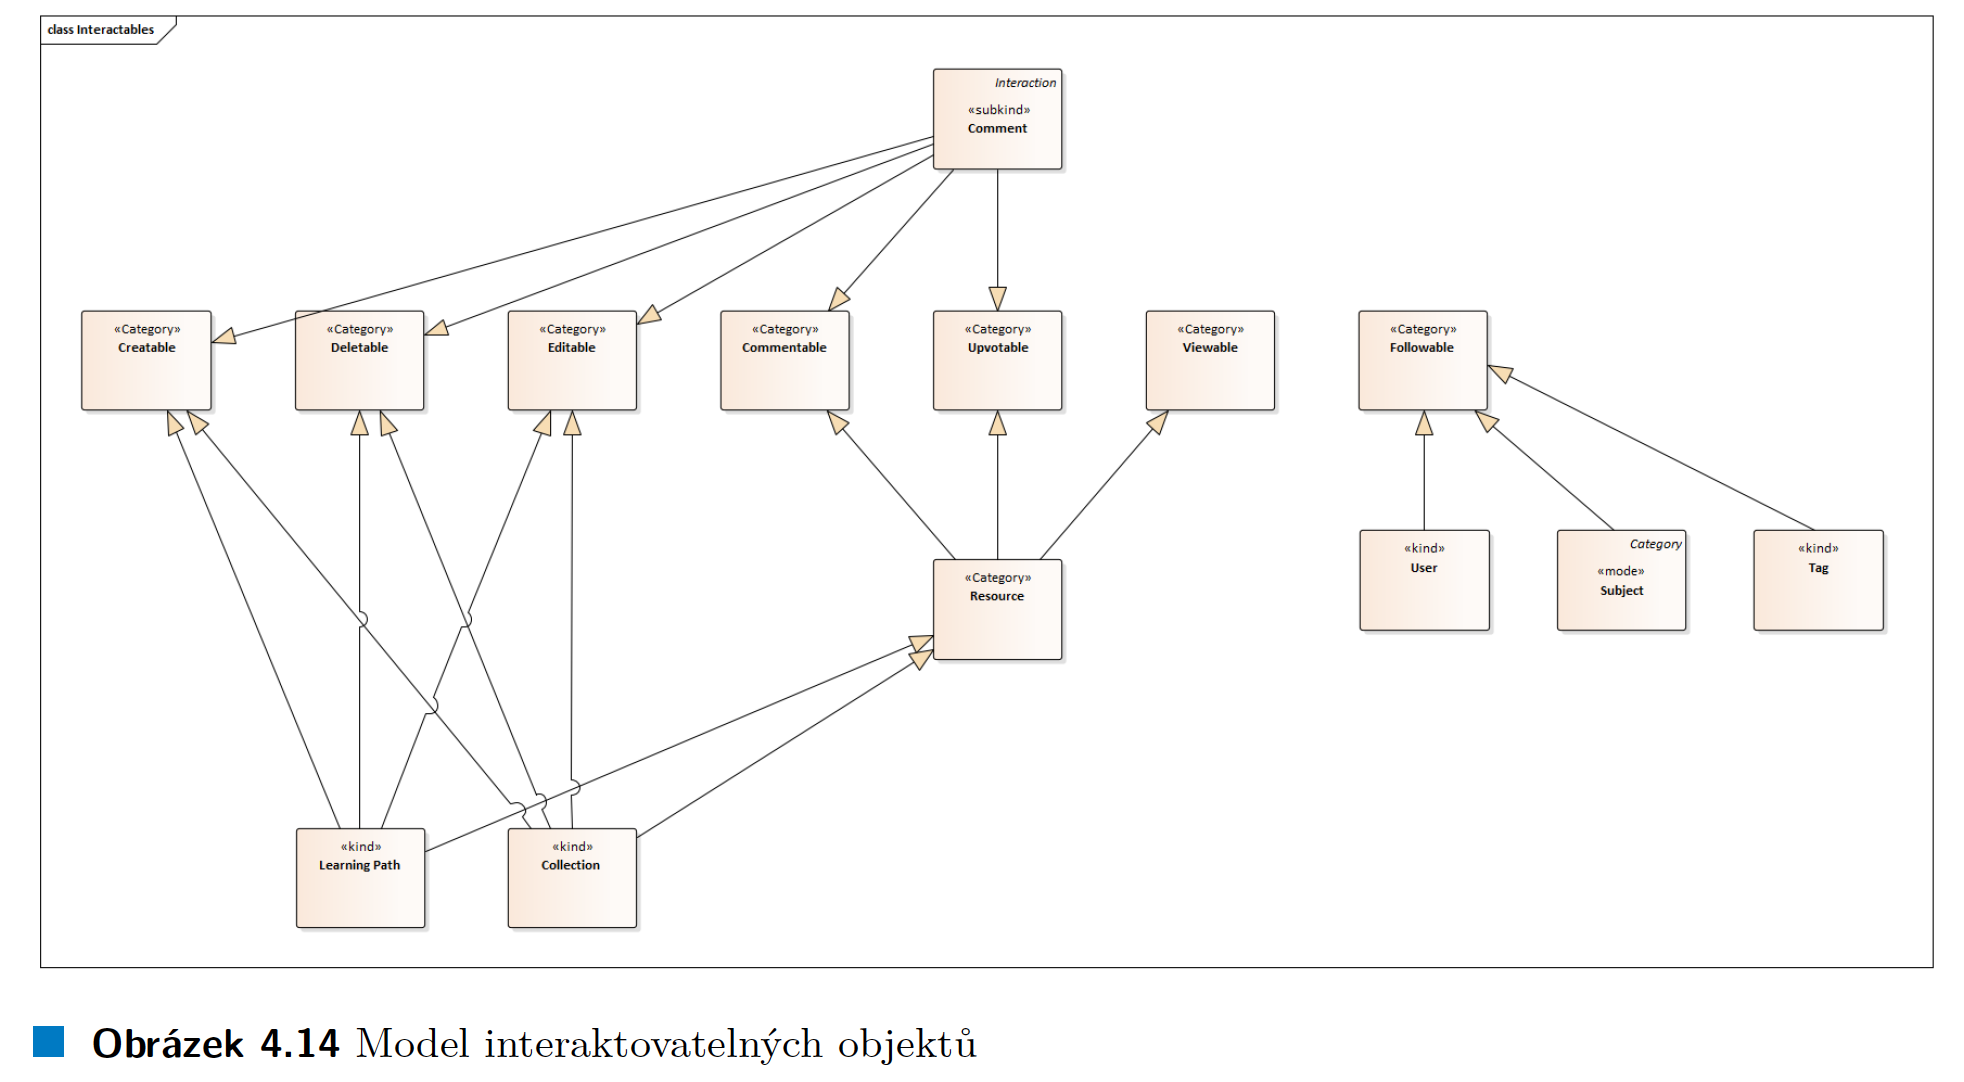 class Interactables
Interaction
«subkind»
Comment
«Category»
Creatable
«Category»
Deletable
«Category»
Editable
«Category»
Commentable
«Category»
Upvotable
«Category»
Viewable
«Category»
Followable
«kind»
User
Category
«mode»
Subject
«kind»
Tag
«Category»
Resource
«kind»
Learning Path
«kind»
Collection
Obrázek 4.14 Model interaktovatelných objektů